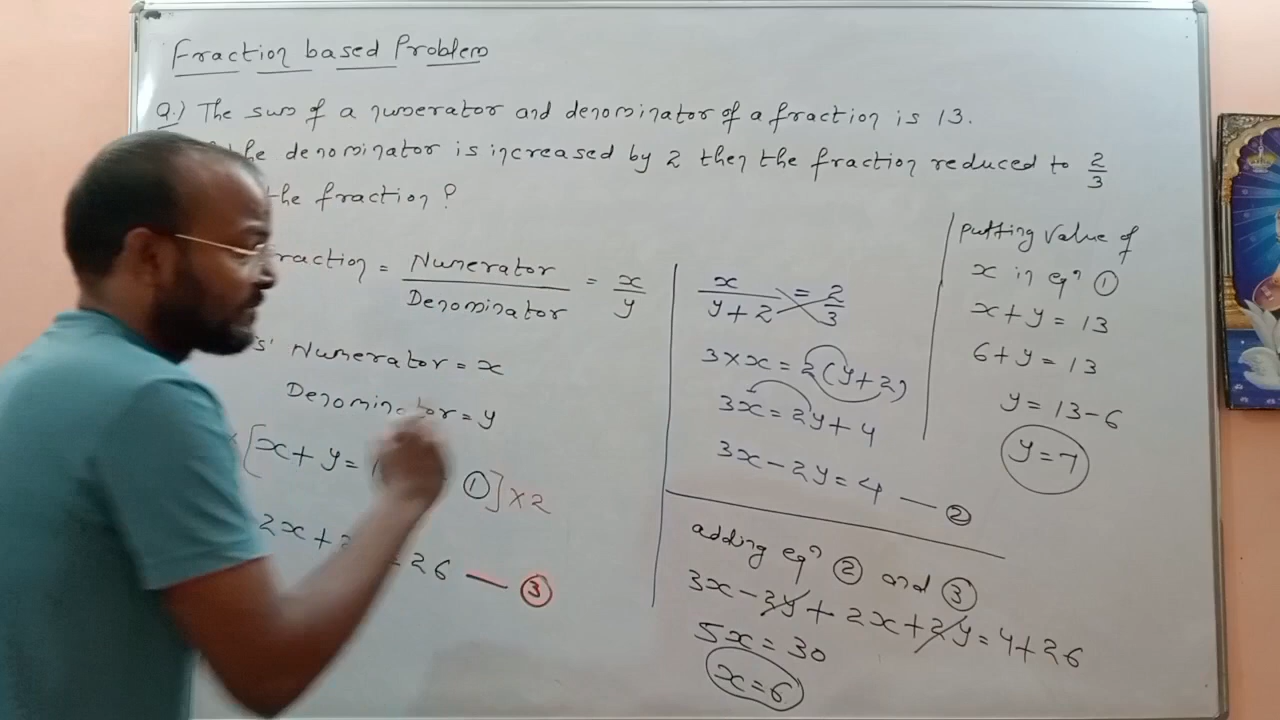 Fraction based Problem
Q.) The sum of a numerator and denominator of a fraction is 13.
the denominator is increased by 2 then the fraction reduced to 2/3
the fraction?
raction = Numerator/Denominator = x/y
Numerator = x
Denominator = y
[x + y = ①] × 2
2x + = 26 — ③
x/(y + 2) = 2/3
3 × x = 2(y + 2)
3x = 2y + 4
3x - 2y = 4 — ②
adding eqn ② and ③
3x - 2y + 2x + 2y = 4 + 26
5x = 30
x = 6
putting value of
x in eqn ①
x + y = 13
6 + y = 13
y = 13 - 6
y = 7